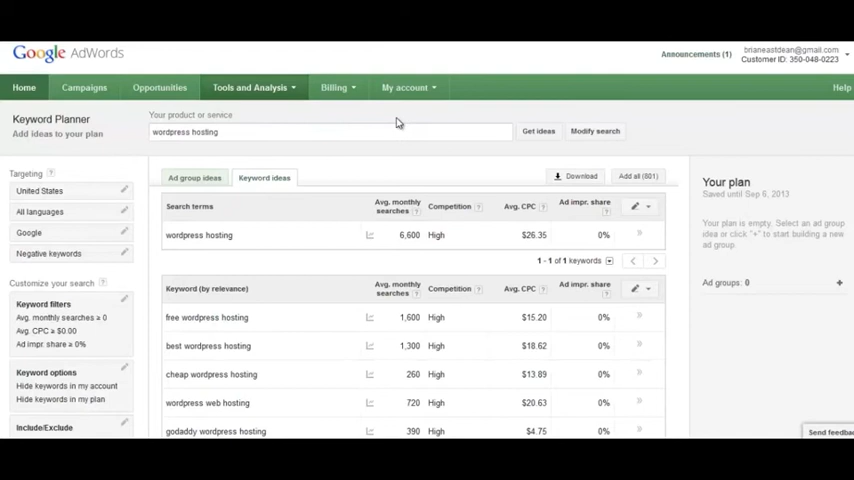 Google AdWords
Announcements (1)
brianeastdean@gmail.com
Customer ID: 350-048-0223
Home Campaigns Opportunities Tools and Analysis Billing My account Help
Keyword Planner
Add ideas to your plan
Your product or service
wordpress hosting
Get ideas Modify search
Targeting
United States
All languages
Google
Negative keywords
Customize your search ?
Keyword filters
Avg. monthly searches ≥ 0
Avg. CPC ≥ $0.00
Ad impr. share ≥ 0%
Keyword options
Hide keywords in my account
Hide keywords in my plan
Include/Exclude
Ad group ideas Keyword ideas
Download Add all (801)
Search terms Avg. monthly searches ? Competition ? Avg. CPC ? Ad impr. share ?
wordpress hosting 6,600 High $26.35 0%
1 - 1 of 1 keywords
Keyword (by relevance) Avg. monthly searches ? Competition ? Avg. CPC ? Ad impr. share ?
free wordpress hosting 1,600 High $15.20 0%
best wordpress hosting 1,300 High $18.62 0%
cheap wordpress hosting 260 High $13.89 0%
wordpress web hosting 720 High $20.63 0%
godaddy wordpress hosting 390 High $4.75 0%
Your plan
Saved until Sep 6, 2013
Your plan is empty. Select an ad group
idea or click "+" to start building a new
ad group.
Ad groups: 0
Send feedba